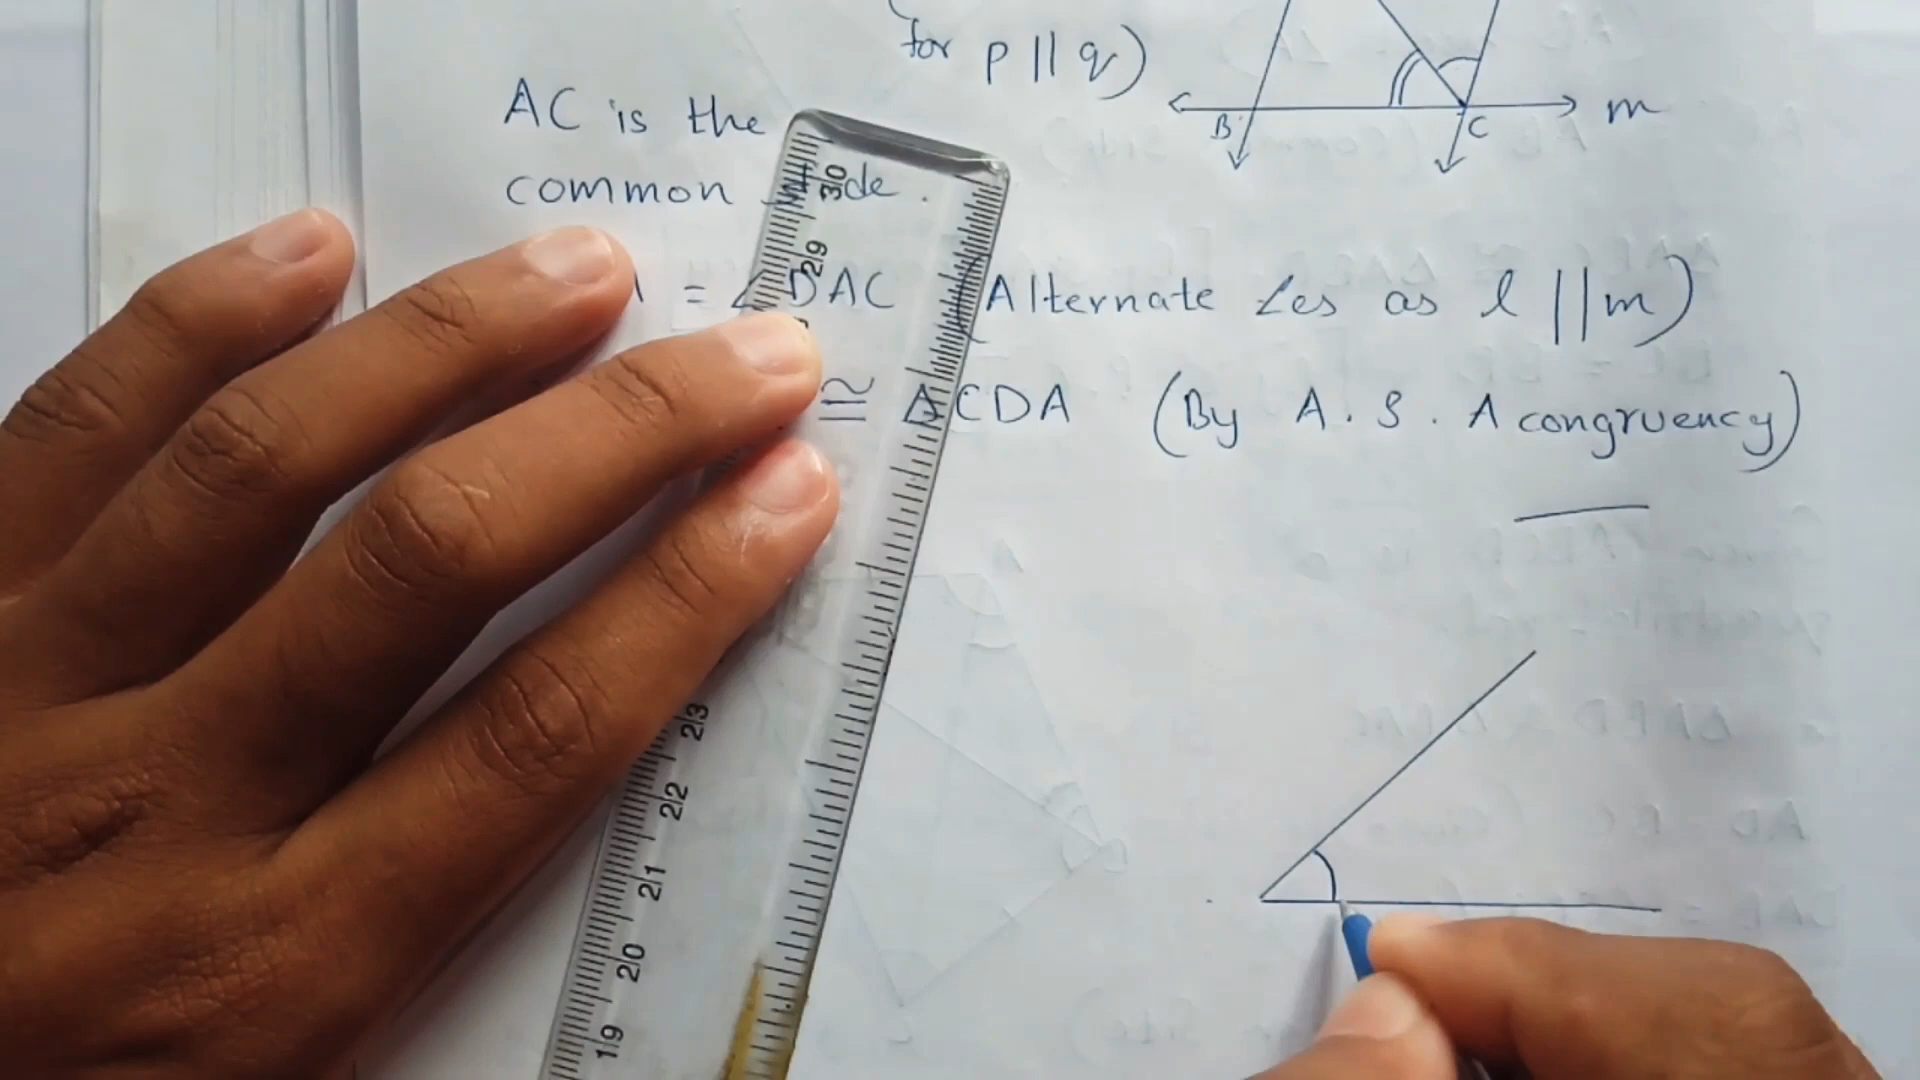 for p || q)
AC is the
B C m
common side.
A = ∠DAC (Alternate ∠es as l || m)
≅ ΔCDA (By A.S.A congruency)
30
29
23
22
21
20
19